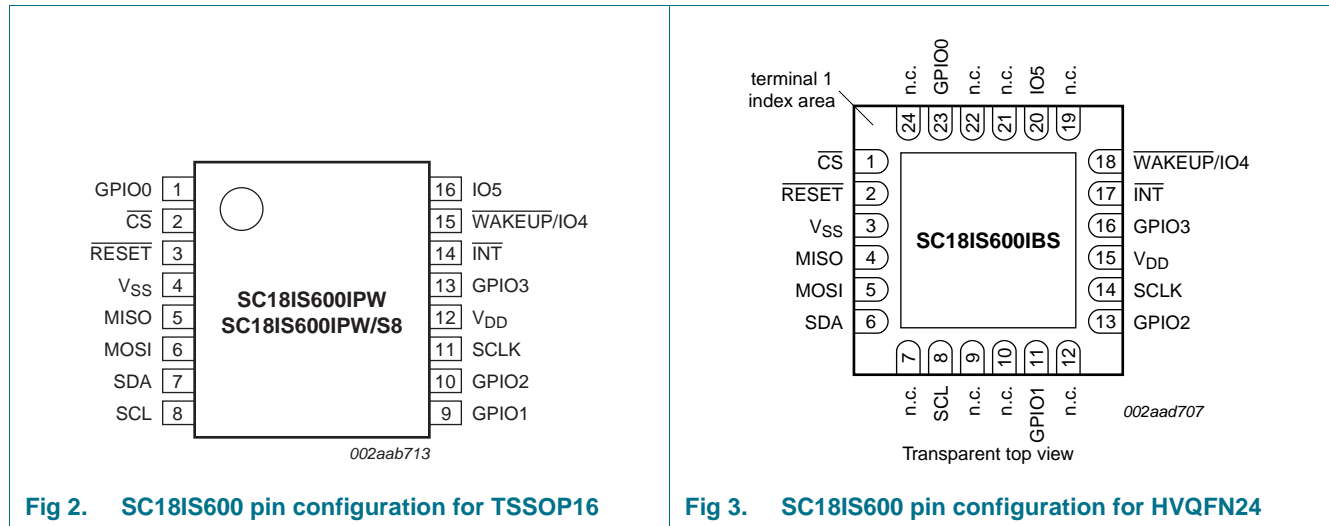 GPIO0 1
CS 2
RESET 3
VSS 4
MISO 5
MOSI 6
SDA 7
SCL 8
SC18IS600IPW
SC18IS600IPW/S8
16 IO5
15 WAKEUP/IO4
14 INT
13 GPIO3
12 VDD
11 SCLK
10 GPIO2
9 GPIO1
002aab713
Fig 2. SC18IS600 pin configuration for TSSOP16
terminal 1
index area
n.c. GPIO0 n.c. n.c. IO5 n.c.
24 23 22 21 20 19
CS 1
RESET 2
VSS 3
MISO 4
MOSI 5
SDA 6
SC18IS600IBS
18 WAKEUP/IO4
17 INT
16 GPIO3
15 VDD
14 SCLK
13 GPIO2
7 8 9 10 11 12
n.c. SCL n.c. n.c. GPIO1 n.c.
002aad707
Transparent top view
Fig 3. SC18IS600 pin configuration for HVQFN24